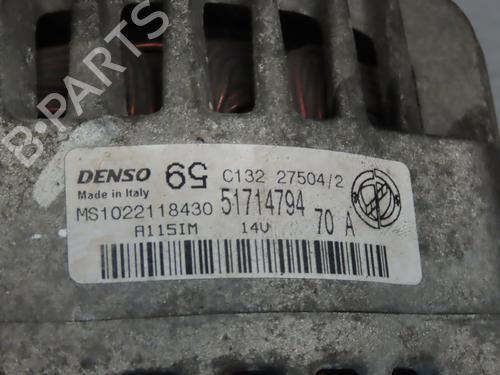 B-PARTS
DENSO 59 C132 27504/2
Made in Italy
MS1022118430 51714794
A115IM 14V 70 A